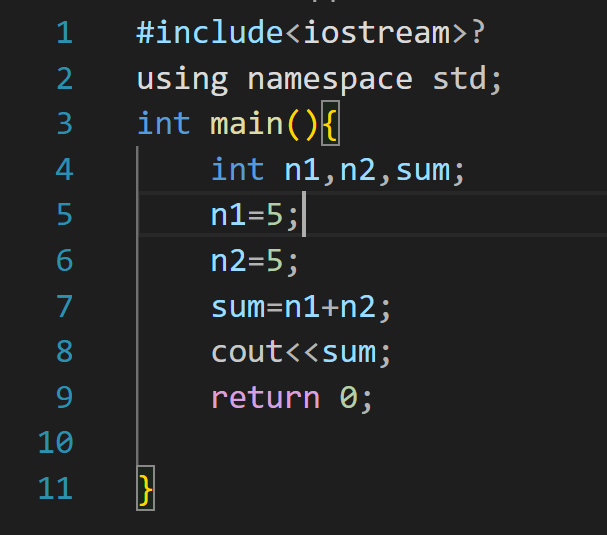 1 #include<iostream>?
2 using namespace std;
3 int main(){
4 int n1,n2,sum;
5 n1=5;
6 n2=5;
7 sum=n1+n2;
8 cout<<sum;
9 return 0;
10
11 }